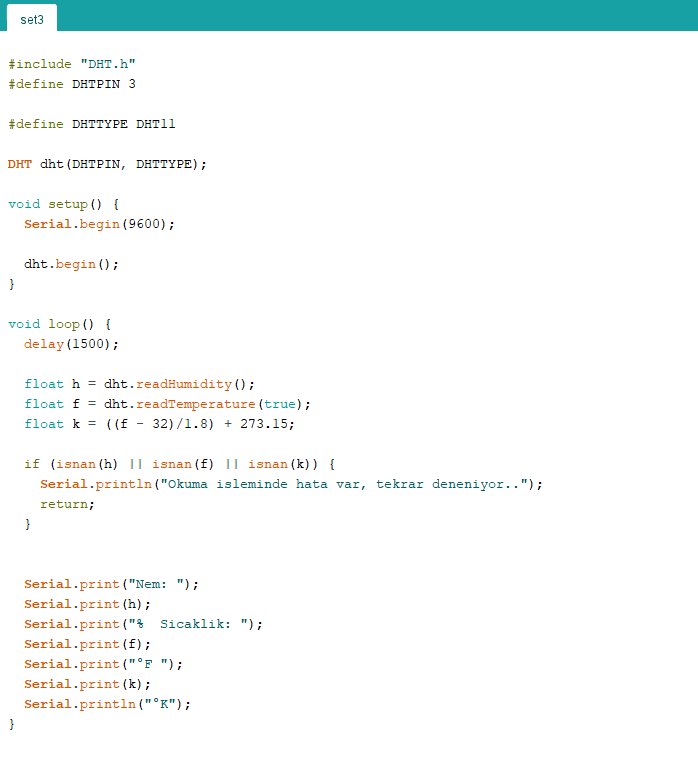 set3
#include "DHT.h"
#define DHTPIN 3
#define DHTTYPE DHT11
DHT dht(DHTPIN, DHTTYPE);
void setup() {
Serial.begin(9600);
dht.begin();
}
void loop() {
delay(1500);
float h = dht.readHumidity();
float f = dht.readTemperature(true);
float k = ((f - 32)/1.8) + 273.15;
if (isnan(h) || isnan(f) || isnan(k)) {
Serial.println("Okuma isleminde hata var, tekrar deneniyor..");
return;
}
Serial.print("Nem: ");
Serial.print(h);
Serial.print("%  Sicaklik: ");
Serial.print(f);
Serial.print("°F ");
Serial.print(k);
Serial.println("°K");
}